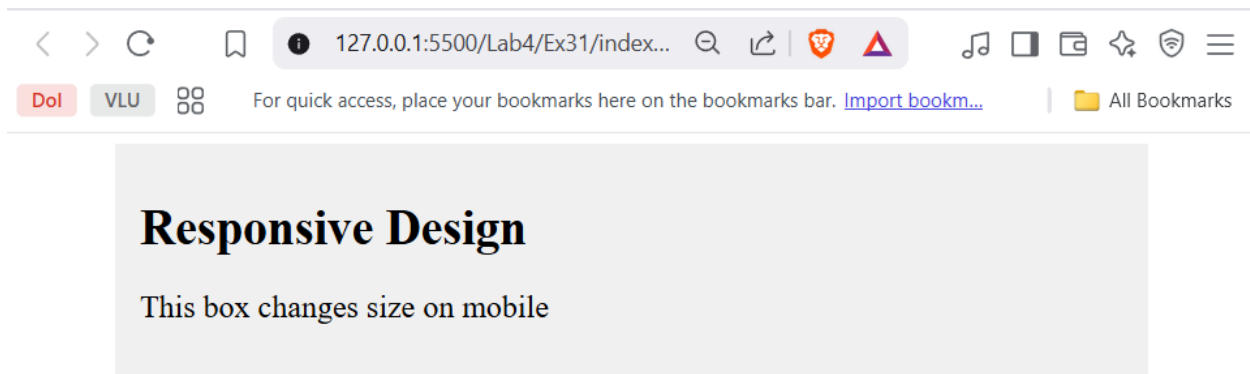 127.0.0.1:5500/Lab4/Ex31/index...
DoI VLU For quick access, place your bookmarks here on the bookmarks bar. Import bookm... All Bookmarks
Responsive Design
This box changes size on mobile